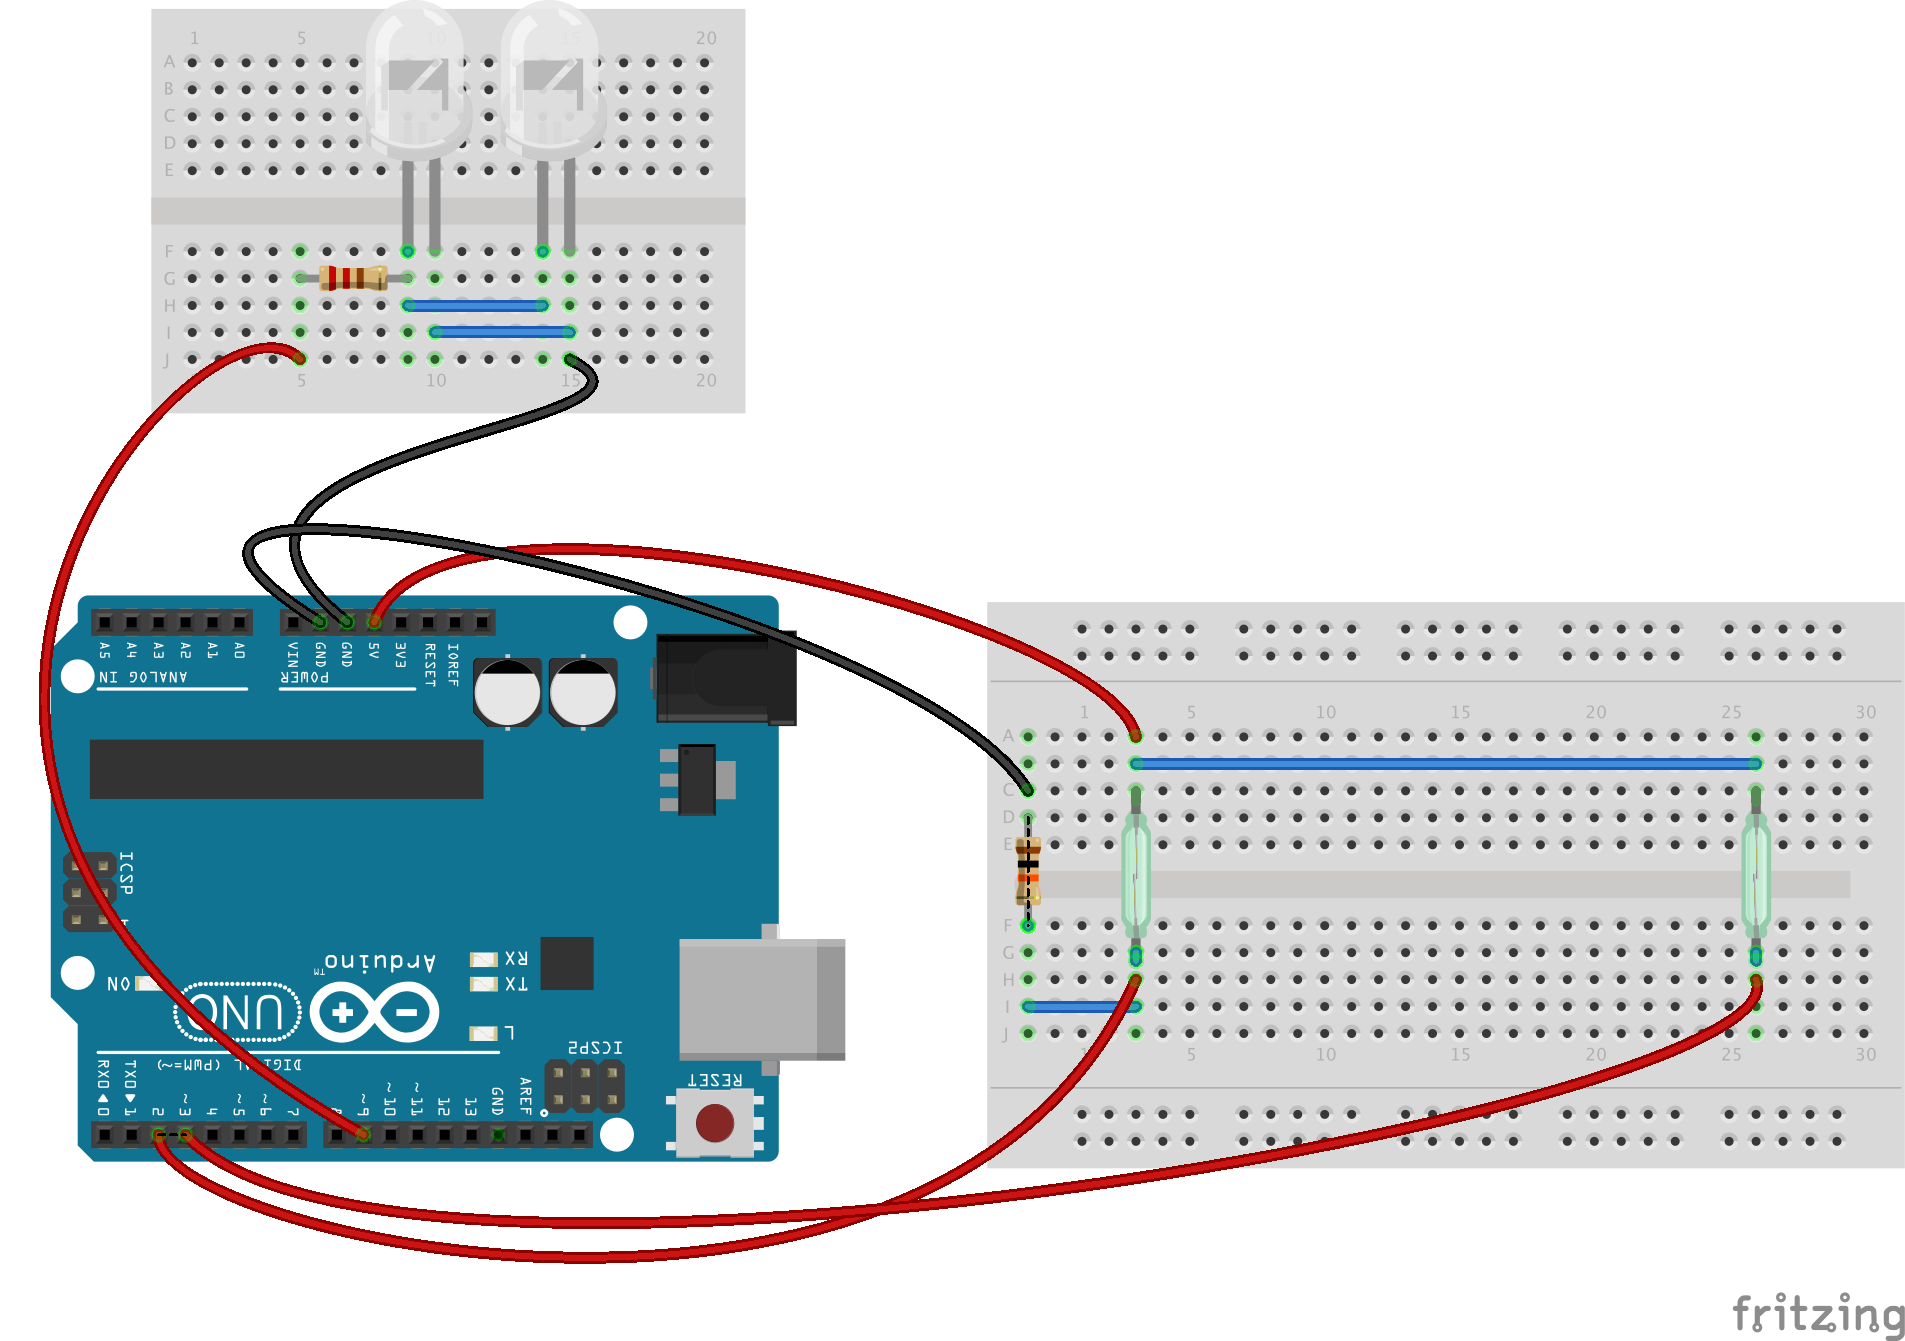 1 5 10 15 20
A
B
C
D
E
F
G
H
I
J
5 10 15 20
A5 A4 A3 A2 A1 A0 VIN GND GND 5V 3V3 RESET IOREF
ANALOG IN POWER
ICSP
1
Arduino™
UNO
ON
RX
TX
L
ICSP2
DIGITAL (PWM=~)
RESET
RX0◄0 TX0►1 2 ~3 4 ~5 ~6 7 8 ~9 ~10 ~11 12 13 GND AREF
1 5 10 15 20 25 30
A
C
D
E
F
G
H
I
J
1 5 10 15 20 25 30
fritzing